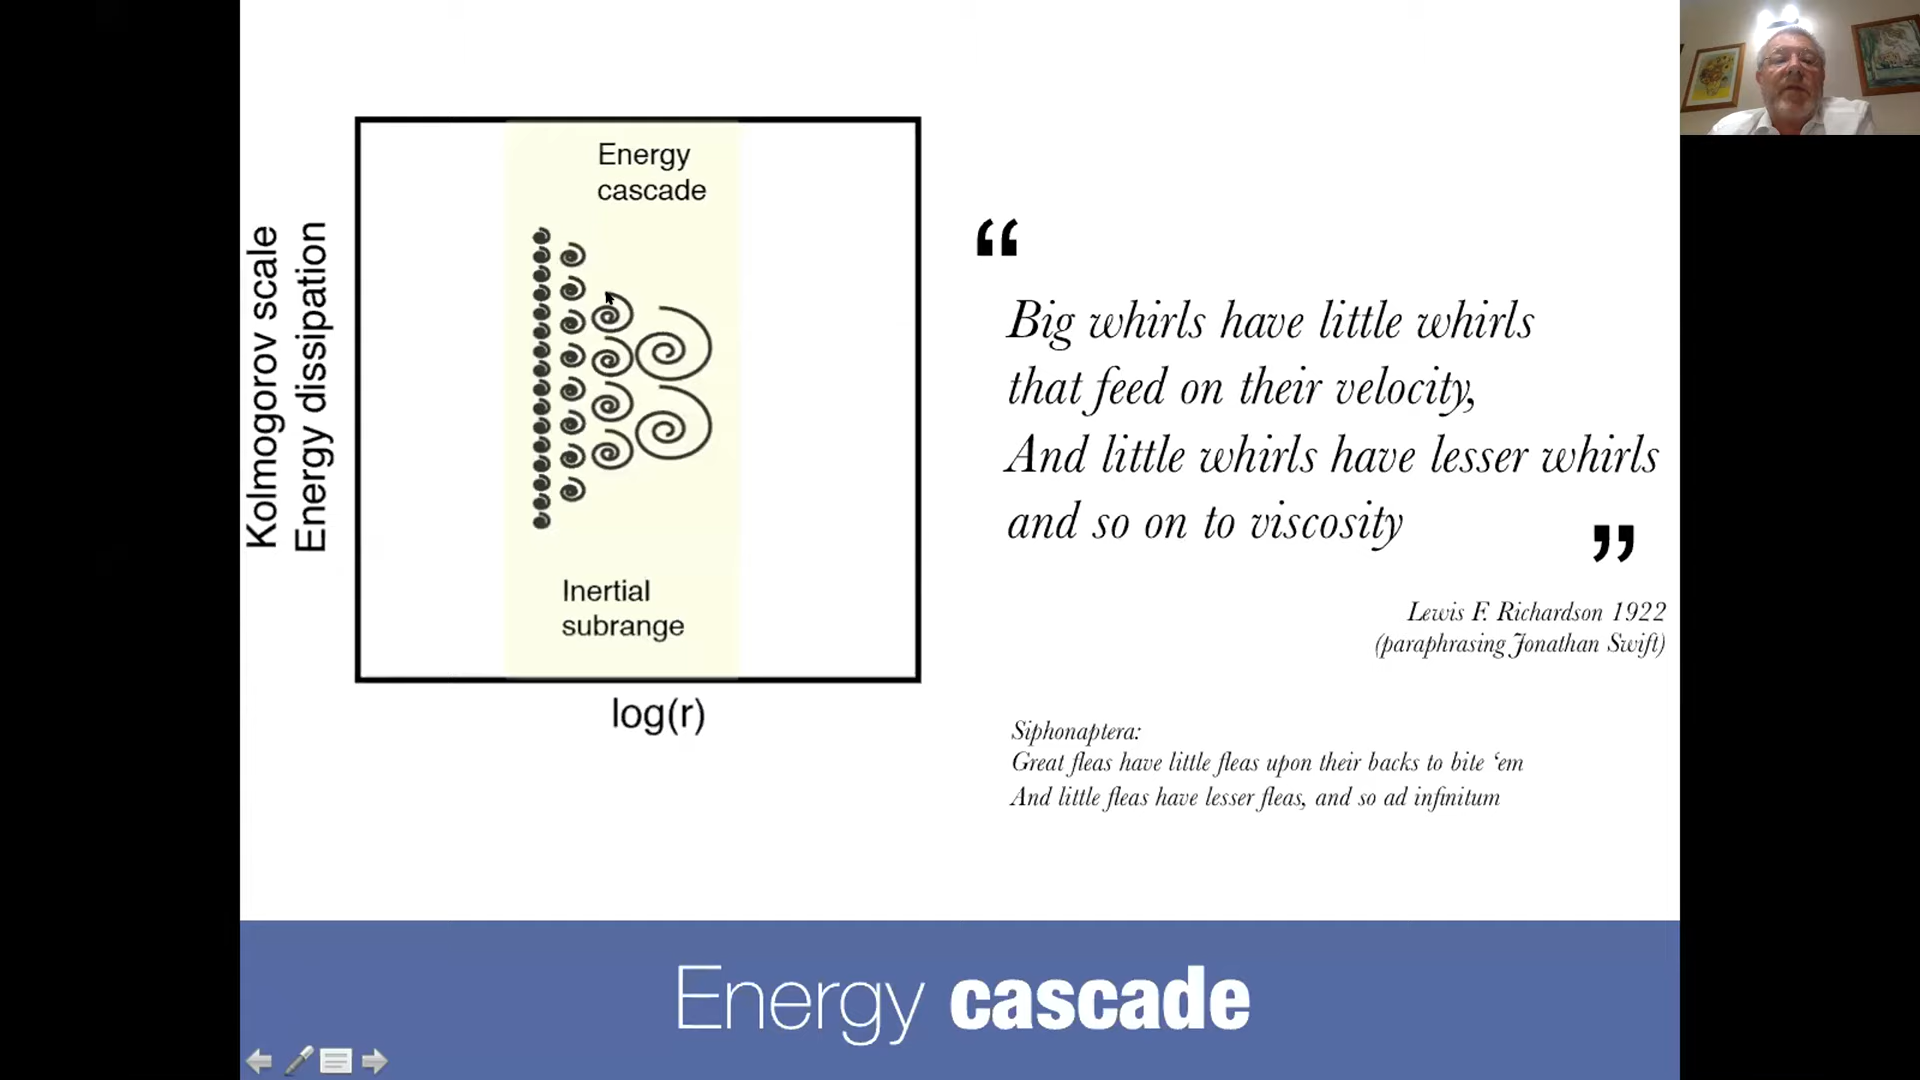 Energy
cascade
Kolmogorov scale
Energy dissipation
Inertial
subrange
log(r)
“
Big whirls have little whirls
that feed on their velocity,
And little whirls have lesser whirls
and so on to viscosity
”
Lewis F. Richardson 1922
(paraphrasing Jonathan Swift)
Siphonaptera:
Great fleas have little fleas upon their backs to bite ‘em
And little fleas have lesser fleas, and so ad infinitum
Energy cascade